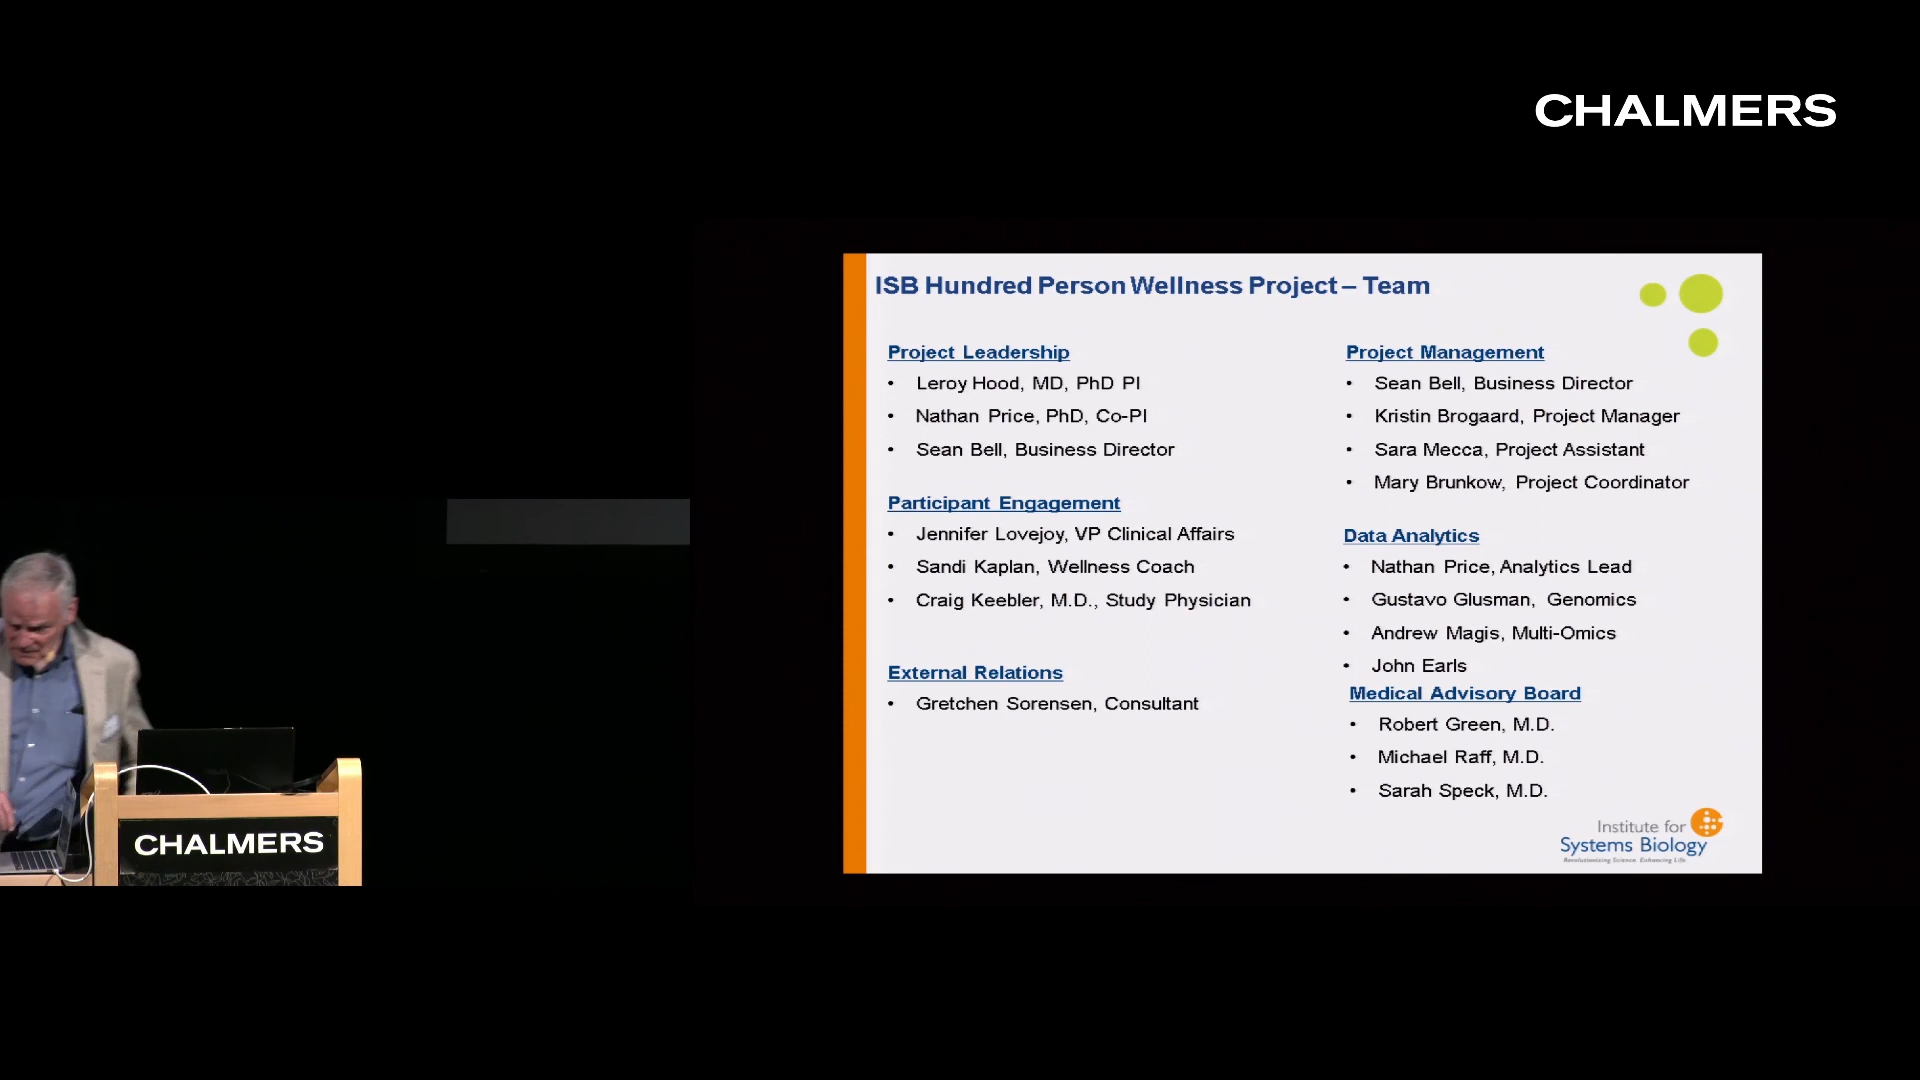 CHALMERS
ISB Hundred Person Wellness Project – Team
Project Leadership
• Leroy Hood, MD, PhD PI
• Nathan Price, PhD, Co-PI
• Sean Bell, Business Director
Participant Engagement
• Jennifer Lovejoy, VP Clinical Affairs
• Sandi Kaplan, Wellness Coach
• Craig Keebler, M.D., Study Physician
External Relations
• Gretchen Sorensen, Consultant
Project Management
• Sean Bell, Business Director
• Kristin Brogaard, Project Manager
• Sara Mecca, Project Assistant
• Mary Brunkow, Project Coordinator
Data Analytics
• Nathan Price, Analytics Lead
• Gustavo Glusman, Genomics
• Andrew Magis, Multi-Omics
• John Earls
Medical Advisory Board
• Robert Green, M.D.
• Michael Raff, M.D.
• Sarah Speck, M.D.
Institute for
Systems Biology
Revolutionizing Science. Enhancing Life.
CHALMERS